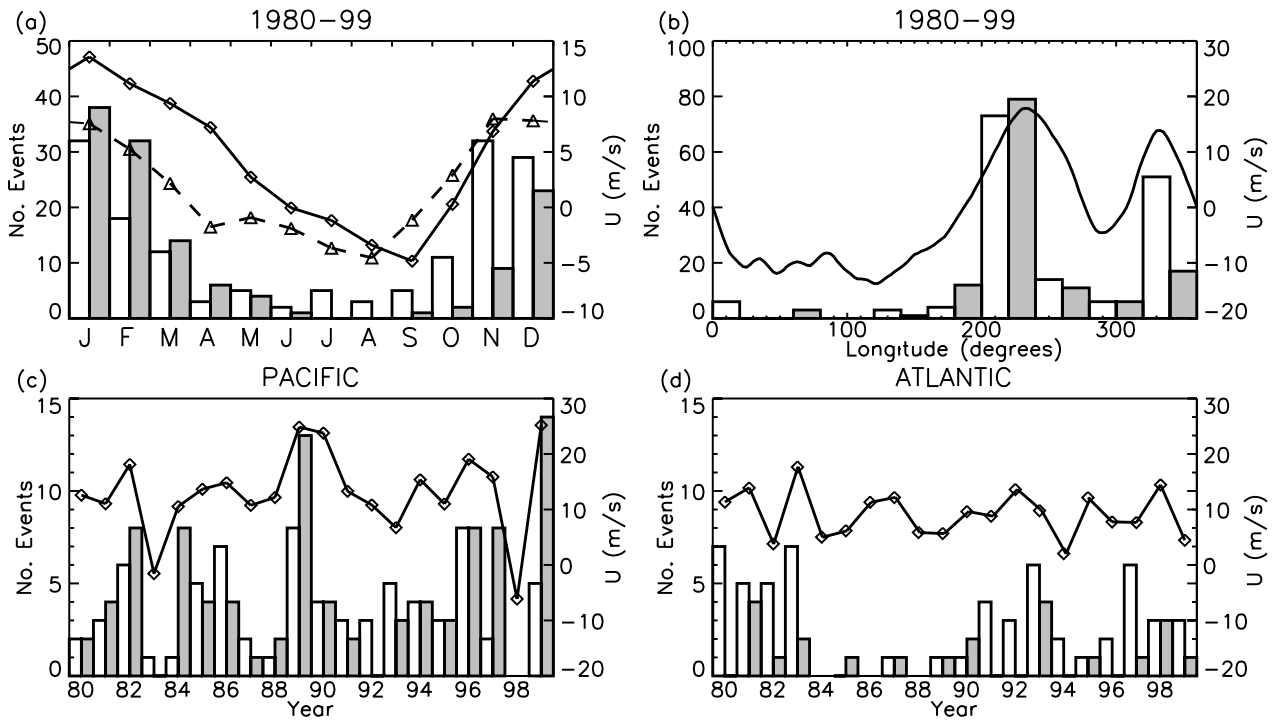 (a) 1980-99
50 40 30 20 10 0
No. Events
15 10 5 0 -5 -10
U (m/s)
J F M A M J J A S O N D
(b) 1980-99
100 80 60 40 20 0
No. Events
30 20 10 0 -10 -20
U (m/s)
0 100 200 300
Longitude (degrees)
(c) PACIFIC
15 10 5 0
No. Events
30 20 10 0 -10 -20
U (m/s)
80 82 84 86 88 90 92 94 96 98
Year
(d) ATLANTIC
15 10 5 0
No. Events
30 20 10 0 -10 -20
U (m/s)
80 82 84 86 88 90 92 94 96 98
Year